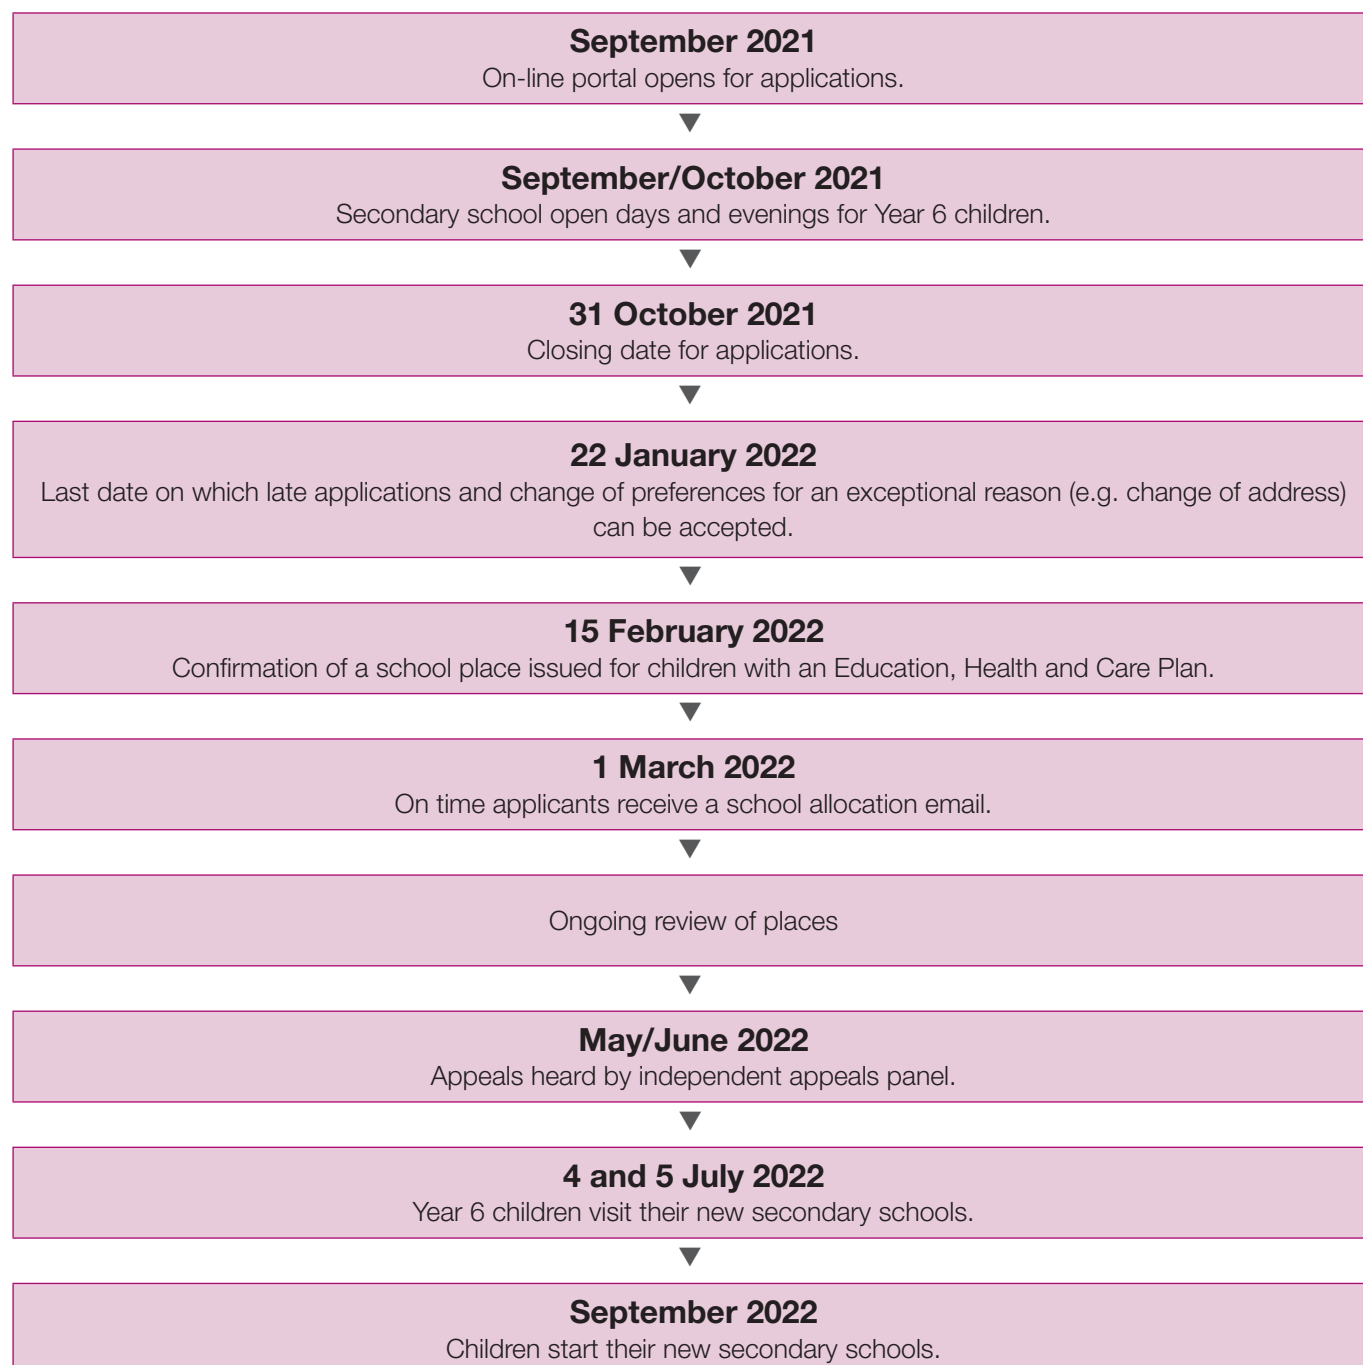 September 2021
On-line portal opens for applications.
September/October 2021
Secondary school open days and evenings for Year 6 children.
31 October 2021
Closing date for applications.
22 January 2022
Last date on which late applications and change of preferences for an exceptional reason (e.g. change of address)
can be accepted.
15 February 2022
Confirmation of a school place issued for children with an Education, Health and Care Plan.
1 March 2022
On time applicants receive a school allocation email.
Ongoing review of places
May/June 2022
Appeals heard by independent appeals panel.
4 and 5 July 2022
Year 6 children visit their new secondary schools.
September 2022
Children start their new secondary schools.